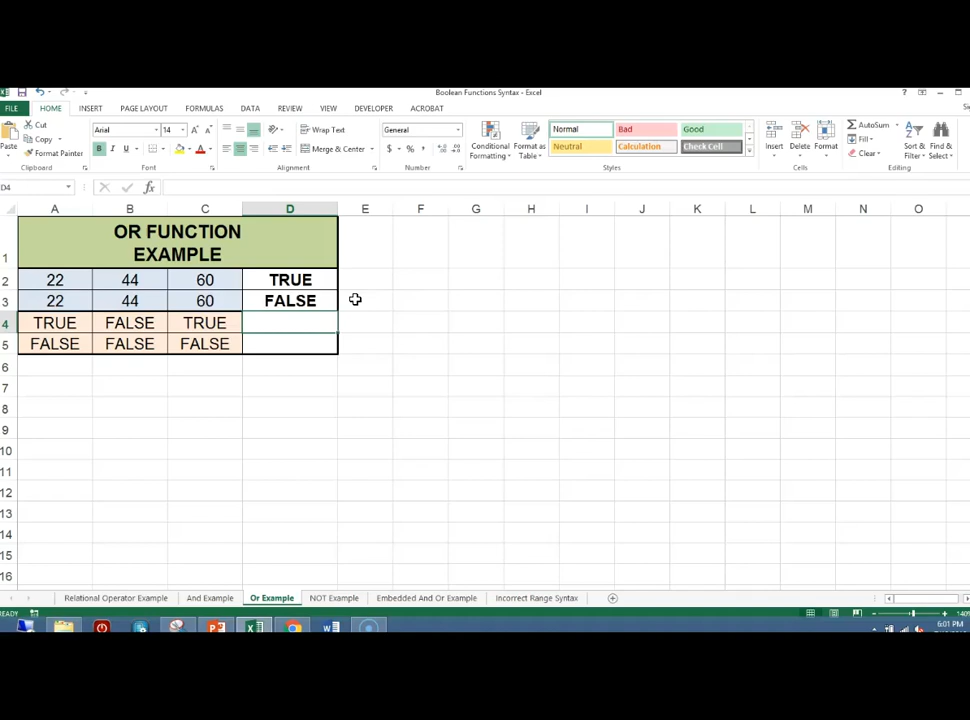 Boolean Functions Syntax - Excel
FILE HOME INSERT PAGE LAYOUT FORMULAS DATA REVIEW VIEW DEVELOPER ACROBAT
Cut
Copy
Format Painter
Paste
Clipboard
Arial 14
B I U
Font
Wrap Text
Merge & Center
Alignment
General
$ % ,
Number
Conditional Formatting
Format as Table
Normal Bad Good
Neutral Calculation Check Cell
Styles
Insert Delete Format
Cells
AutoSum
Fill
Clear
Sort & Filter
Find & Select
Editing
D4 fx
A B C D E F G H I J K L M N O
1 OR FUNCTION
EXAMPLE
2 22 44 60 TRUE
3 22 44 60 FALSE
4 TRUE FALSE TRUE
5 FALSE FALSE FALSE
6
7
8
9
10
11
12
13
14
15
16
Relational Operator Example And Example Or Example NOT Example Embedded And Or Example Incorrect Range Syntax
READY
6:01 PM